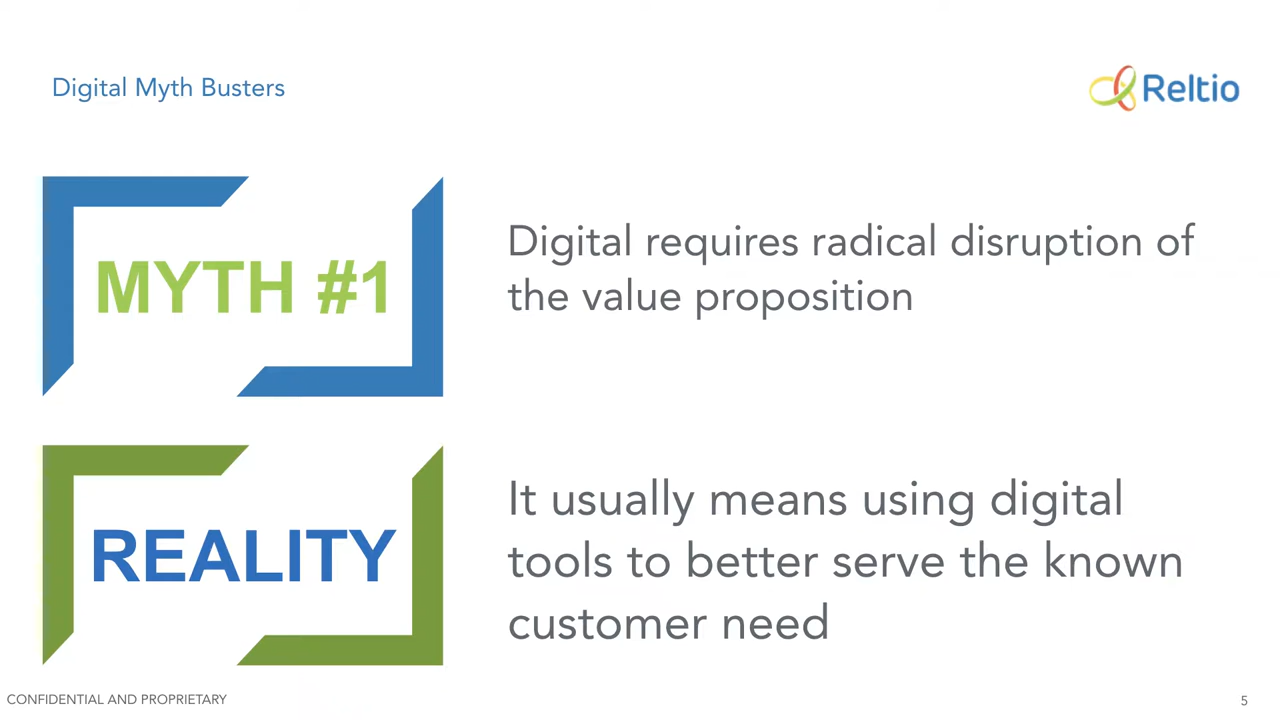 Digital Myth Busters
Reltio
MYTH #1
Digital requires radical disruption of
the value proposition
REALITY
It usually means using digital
tools to better serve the known
customer need
CONFIDENTIAL AND PROPRIETARY
5